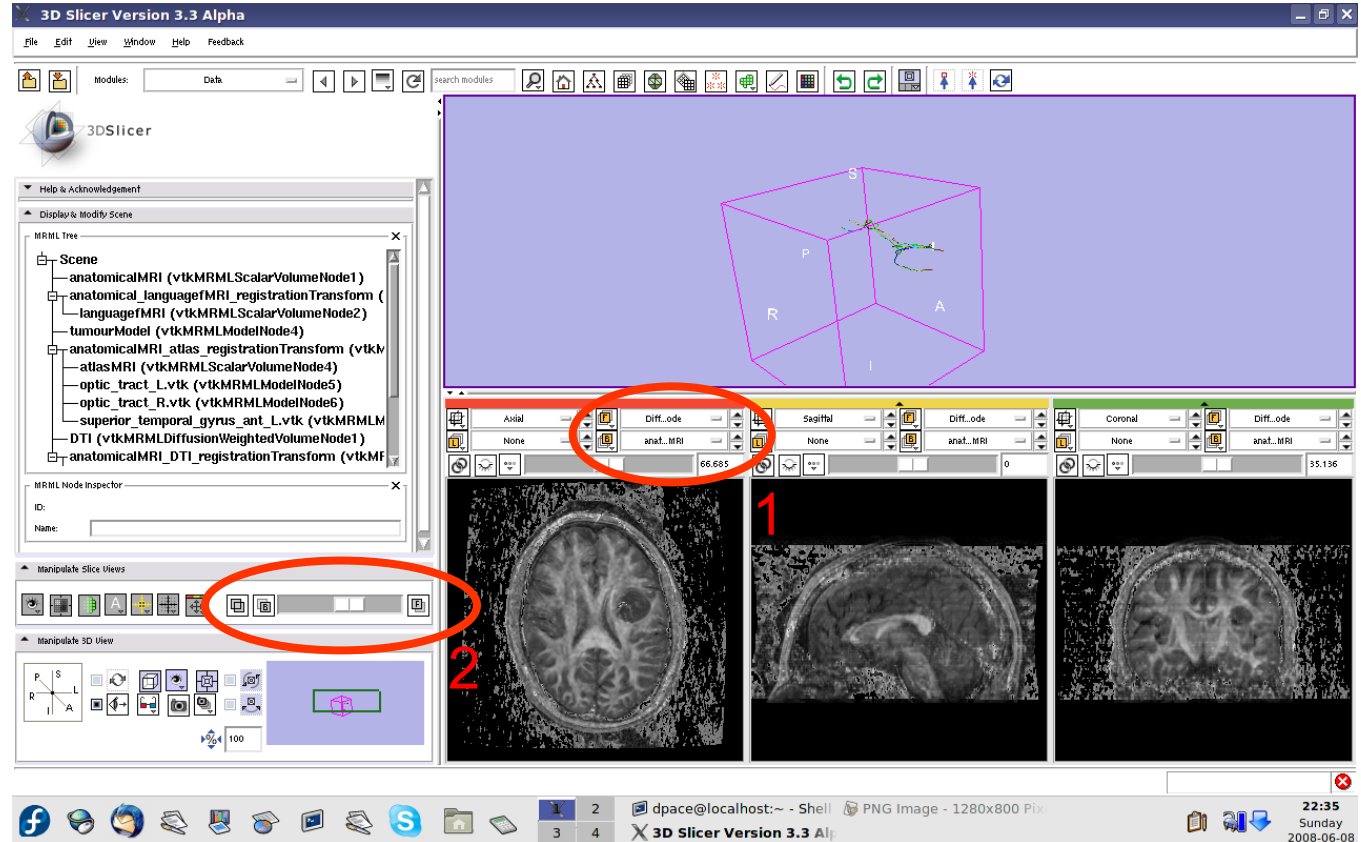 3D Slicer Version 3.3 Alpha
File Edit View Window Help Feedback
Modules: Data search modules
3DSlicer
Help & Acknowledgement
Display & Modify Scene
MRML Tree
Scene
anatomicalMRI (vtkMRMLScalarVolumeNode1)
anatomical_languagefMRI_registrationTransform (
languagefMRI (vtkMRMLScalarVolumeNode2)
tumourModel (vtkMRMLModelNode4)
anatomicalMRI_atlas_registrationTransform (vtkM
atlasMRI (vtkMRMLScalarVolumeNode4)
optic_tract_L.vtk (vtkMRMLModelNode5)
optic_tract_R.vtk (vtkMRMLModelNode6)
superior_temporal_gyrus_ant_L.vtk (vtkMRMLM
DTI (vtkMRMLDiffusionWeightedVolumeNode1)
anatomicalMRI_DTI_registrationTransform (vtkMR
MRML Node Inspector
ID:
Name:
Manipulate Slice Views
B F
2
Manipulate 3D View
P S
R L
I A
% 100
S
P
R A
I
Axial F Diff...ode
L None B anat...MRI
66.685
Sagittal F Diff...ode
L None B anat...MRI
0
Coronal F Diff...ode
L None B anat...MRI
35.136
1
1 2
3 4
dpace@localhost:~ - Shell PNG Image - 1280x800 Pix
3D Slicer Version 3.3 Alp
22:35
Sunday
2008-06-08